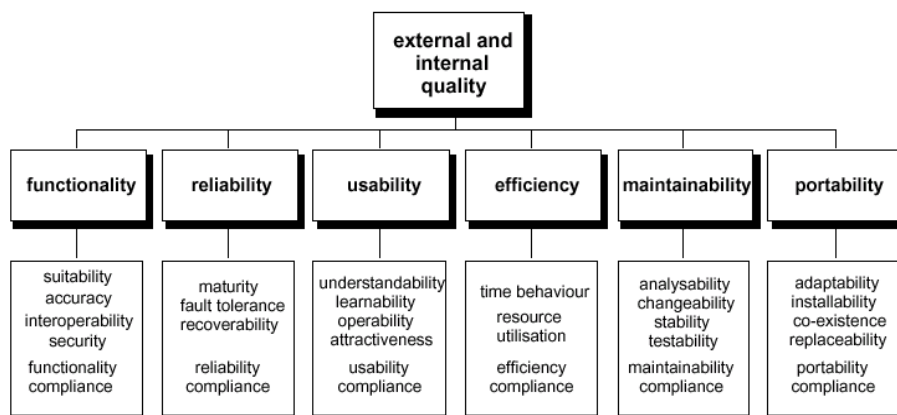 external and
internal
quality
functionality
reliability
usability
efficiency
maintainability
portability
suitability
accuracy
interoperability
security
functionality
compliance
maturity
fault tolerance
recoverability
reliability
compliance
understandability
learnability
operability
attractiveness
usability
compliance
time behaviour
resource
utilisation
efficiency
compliance
analysability
changeability
stability
testability
maintainability
compliance
adaptability
installability
co-existence
replaceability
portability
compliance